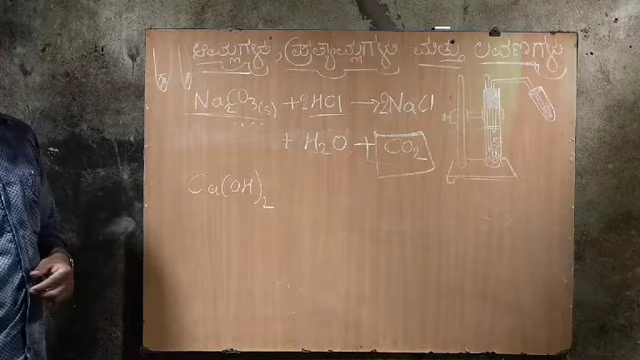 ಆಮ್ಲಗಳು, ಪ್ರತ್ಯಾಮ್ಲಗಳು ಮತ್ತು ಲವಣಗಳು
Na₂CO₃(s) + 2HCl → 2NaCl
+ H₂O + CO₂
Ca(OH)₂